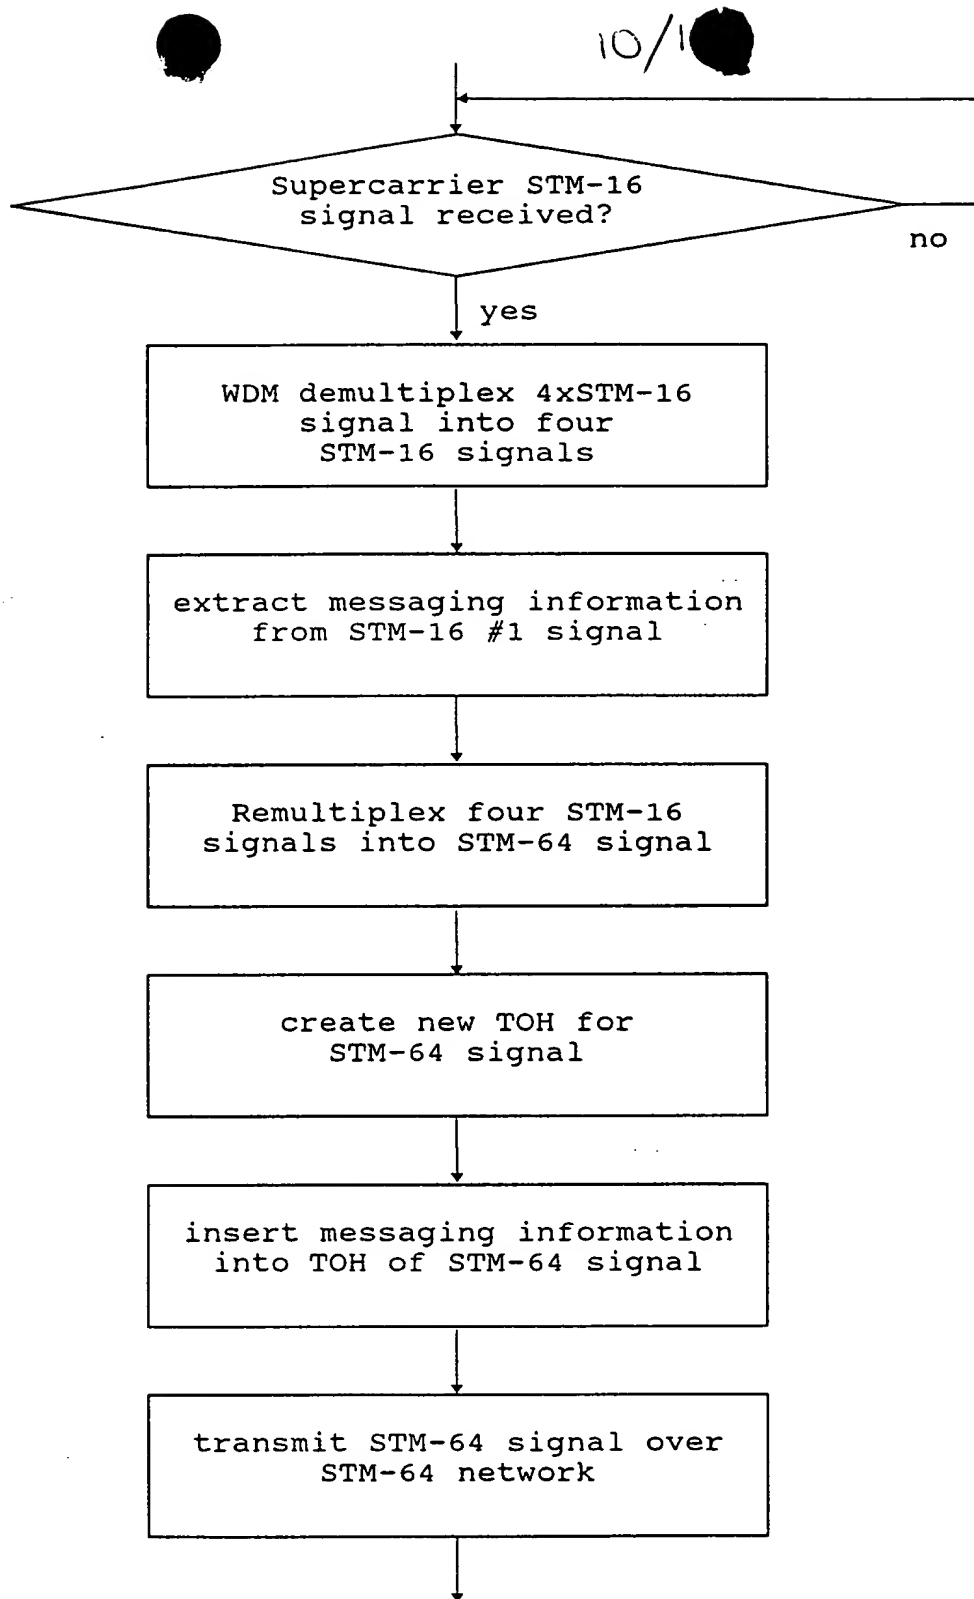 10/1
Supercarrier STM-16
signal received?
no
yes
WDM demultiplex 4xSTM-16
signal into four
STM-16 signals
extract messaging information
from STM-16 #1 signal
Remultiplex four STM-16
signals into STM-64 signal
create new TOH for
STM-64 signal
insert messaging information
into TOH of STM-64 signal
transmit STM-64 signal over
STM-64 network